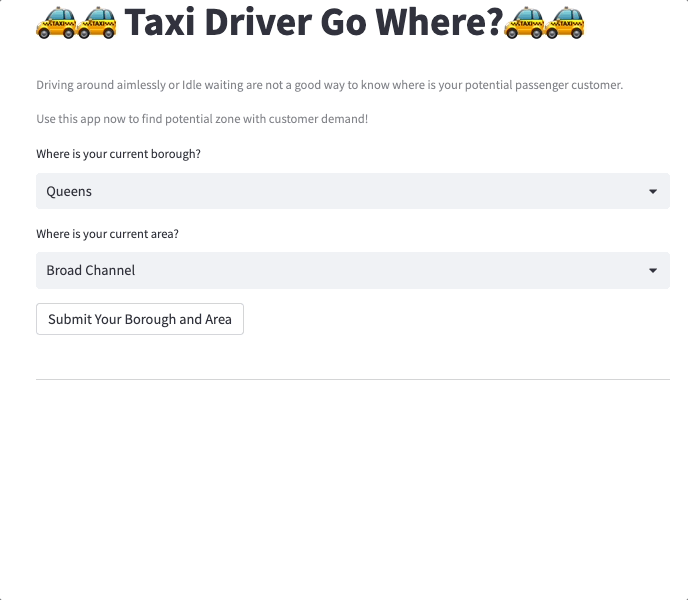 🚕🚕 Taxi Driver Go Where?🚕🚕
Driving around aimlessly or Idle waiting are not a good way to know where is your potential passenger customer.
Use this app now to find potential zone with customer demand!
Where is your current borough?
Queens
Where is your current area?
Broad Channel
Submit Your Borough and Area